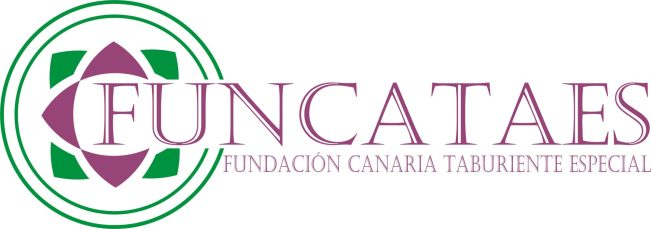 FUNCATAES
FUNDACIÓN CANARIA TABURIENTE ESPECIAL